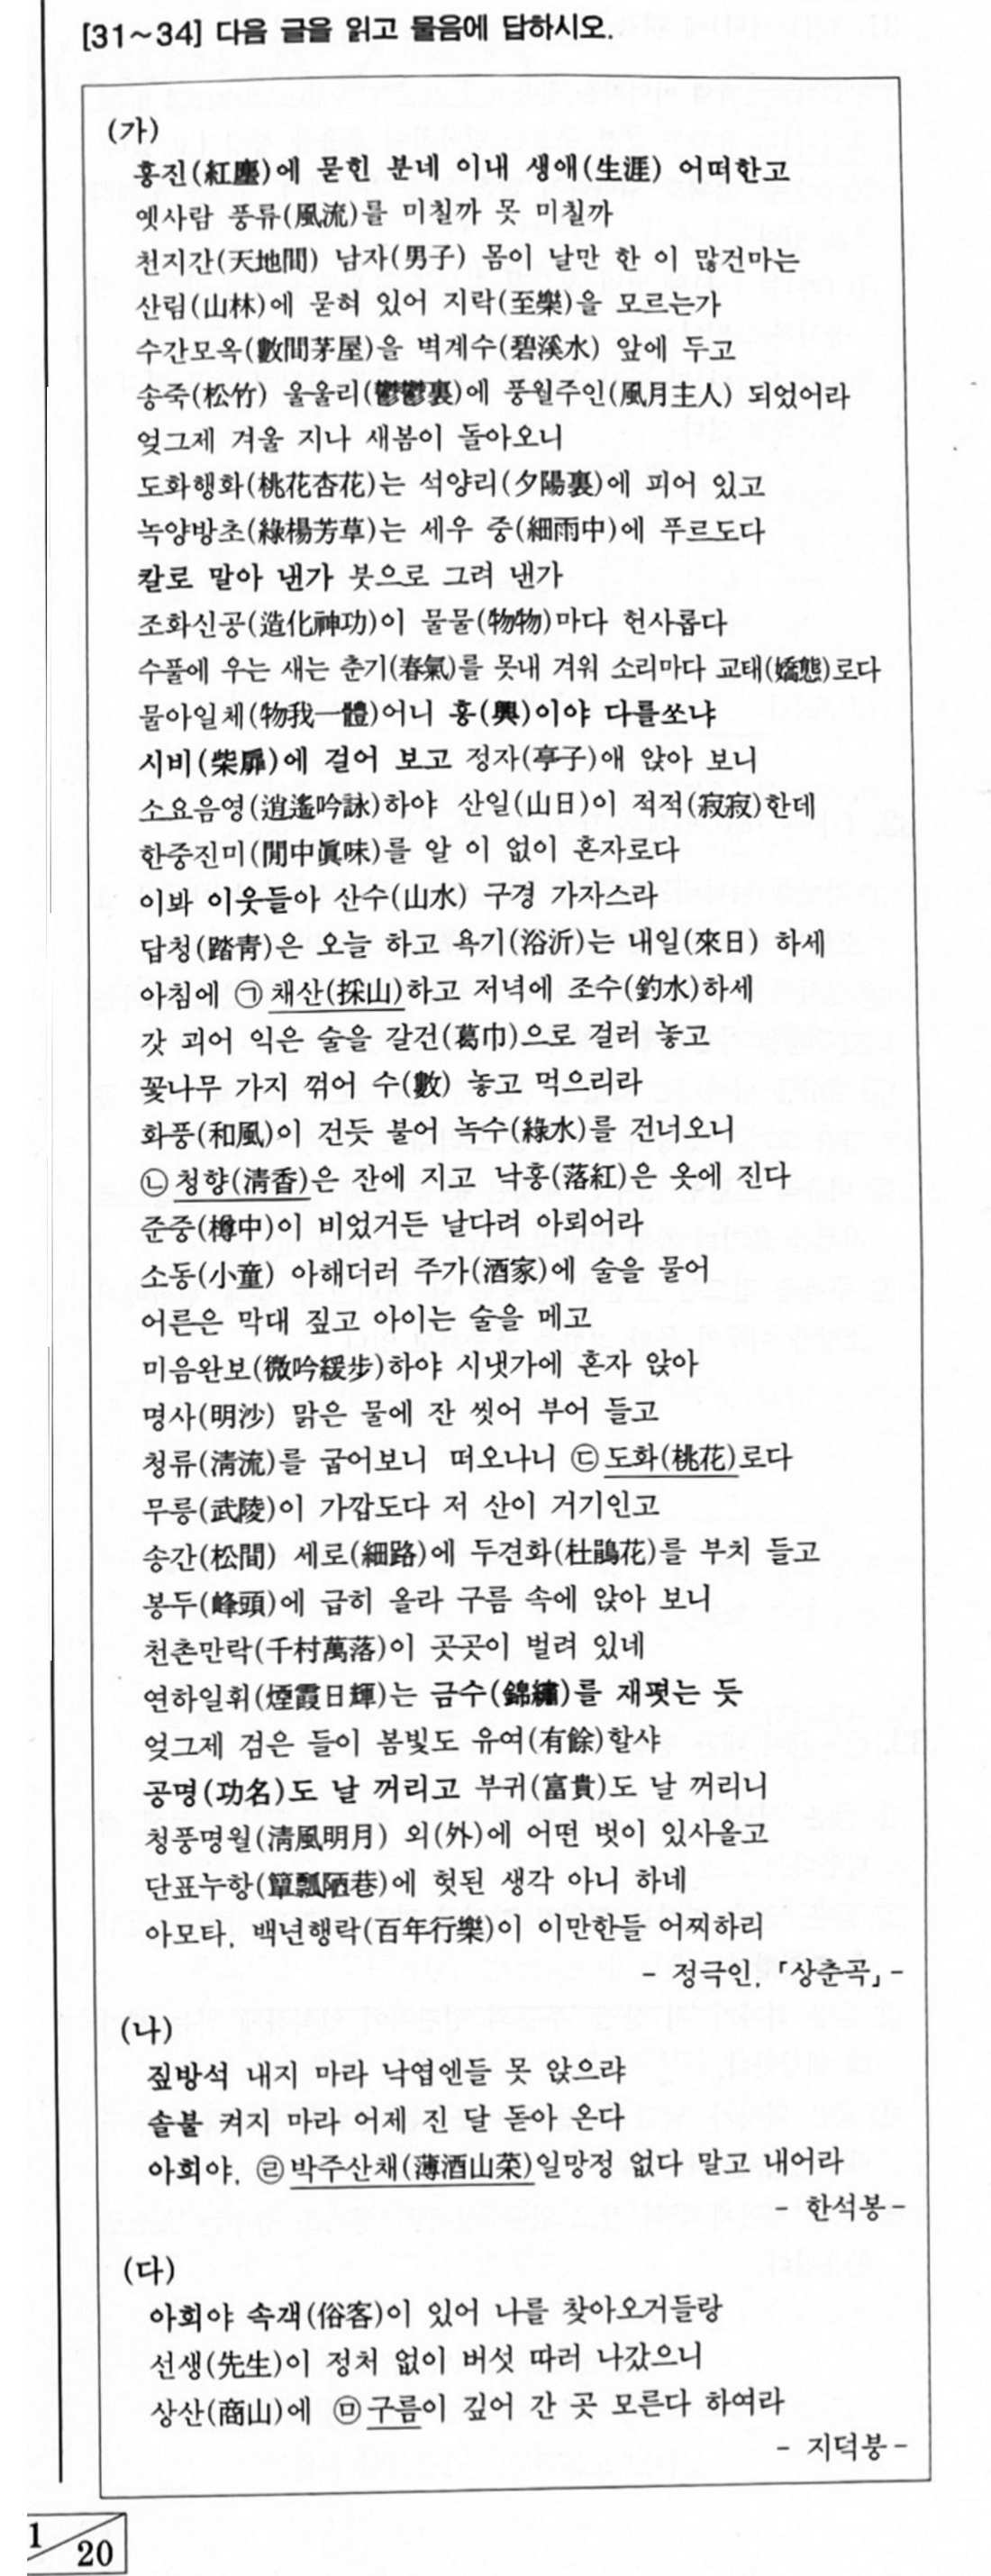 [31~34] 다음 글을 읽고 물음에 답하시오.
(가)
홍진(紅塵)에 묻힌 분네 이내 생애(生涯) 어떠한고
옛사람 풍류(風流)를 미칠까 못 미칠까
천지간(天地間) 남자(男子) 몸이 날만 한 이 많건마는
산림(山林)에 묻혀 있어 지락(至樂)을 모르는가
수간모옥(數間茅屋)을 벽계수(碧溪水) 앞에 두고
송죽(松竹) 울울리(鬱鬱裏)에 풍월주인(風月主人) 되었어라
엊그제 겨울 지나 새봄이 돌아오니
도화행화(桃花杏花)는 석양리(夕陽裏)에 피어 있고
녹양방초(綠楊芳草)는 세우 중(細雨中)에 푸르도다
칼로 말아 낸가 붓으로 그려 낸가
조화신공(造化神功)이 물물(物物)마다 헌사롭다
수풀에 우는 새는 춘기(春氣)를 못내 겨워 소리마다 교태(嬌態)로다
물아일체(物我一體)어니 흥(興)이야 다를쏘냐
시비(柴扉)에 걸어 보고 정자(亭子)애 앉아 보니
소요음영(逍遙吟詠)하야 산일(山日)이 적적(寂寂)한데
한중진미(閒中眞味)를 알 이 없이 혼자로다
이봐 이웃들아 산수(山水) 구경 가자스라
답청(踏靑)은 오늘 하고 욕기(浴沂)는 내일(來日) 하세
아침에 ㉠채산(採山)하고 저녁에 조수(釣水)하세
갓 괴어 익은 술을 갈건(葛巾)으로 걸러 놓고
꽃나무 가지 꺾어 수(數) 놓고 먹으리라
화풍(和風)이 건듯 불어 녹수(綠水)를 건너오니
㉡청향(淸香)은 잔에 지고 낙홍(落紅)은 옷에 진다
준중(樽中)이 비었거든 날다려 아뢰어라
소동(小童) 아해더러 주가(酒家)에 술을 물어
어른은 막대 짚고 아이는 술을 메고
미음완보(微吟緩步)하야 시냇가에 혼자 앉아
명사(明沙) 맑은 물에 잔 씻어 부어 들고
청류(淸流)를 굽어보니 떠오나니 ㉢도화(桃花)로다
무릉(武陵)이 가깝도다 저 산이 거기인고
송간(松間) 세로(細路)에 두견화(杜鵑花)를 부치 들고
봉두(峰頭)에 급히 올라 구름 속에 앉아 보니
천촌만락(千村萬落)이 곳곳이 벌려 있네
연하일휘(煙霞日輝)는 금수(錦繡)를 재폇는 듯
엊그제 검은 들이 봄빛도 유여(有餘)할샤
공명(功名)도 날 꺼리고 부귀(富貴)도 날 꺼리니
청풍명월(淸風明月) 외(外)에 어떤 벗이 있사올고
단표누항(簞瓢陋巷)에 헛된 생각 아니 하네
아모타, 백년행락(百年行樂)이 이만한들 어찌하리
- 정극인, 「상춘곡」 -
(나)
짚방석 내지 마라 낙엽엔들 못 앉으랴
솔불 켜지 마라 어제 진 달 돋아 온다
아희야, ㉣박주산채(薄酒山菜)일망정 없다 말고 내어라
- 한석봉 -
(다)
아희야 속객(俗客)이 있어 나를 찾아오거들랑
선생(先生)이 정처 없이 버섯 따러 나갔으니
상산(商山)에 ㉤구름이 깊어 간 곳 모른다 하여라
- 지덕붕 -
1
20